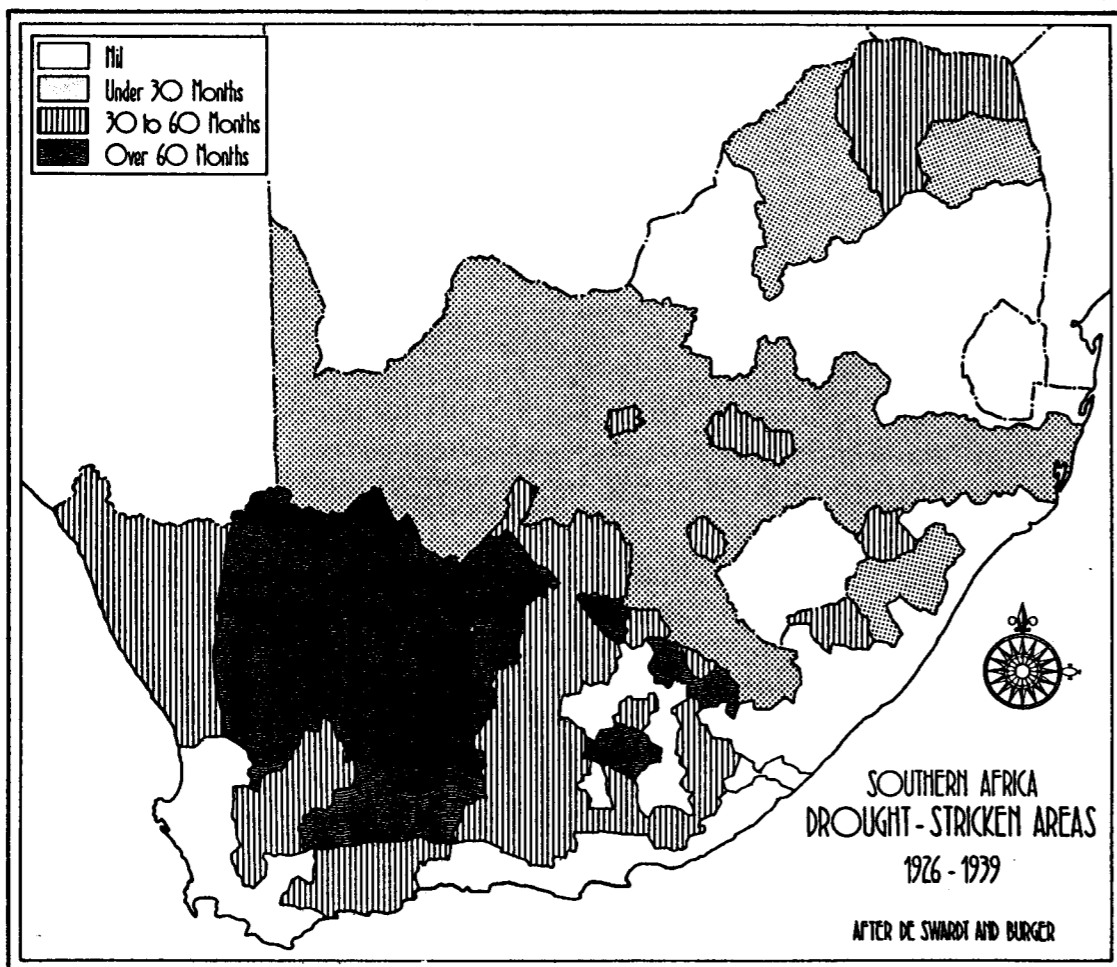 Nil
Under 30 Months
30 to 60 Months
Over 60 Months
SOUTHERN AFRICA
DROUGHT-STRICKEN AREAS
1926 - 1939
AFTER DE SWARDT AND BURGER